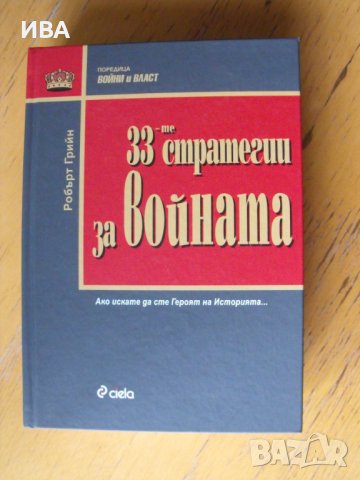 ИВА
ПОРЕДИЦА
ВОЙНИ и ВЛАСТ
Робърт Грийн
33-те стратегии
за войната
Ако искате да сте Героят на Историята...
ciela
BAZAR